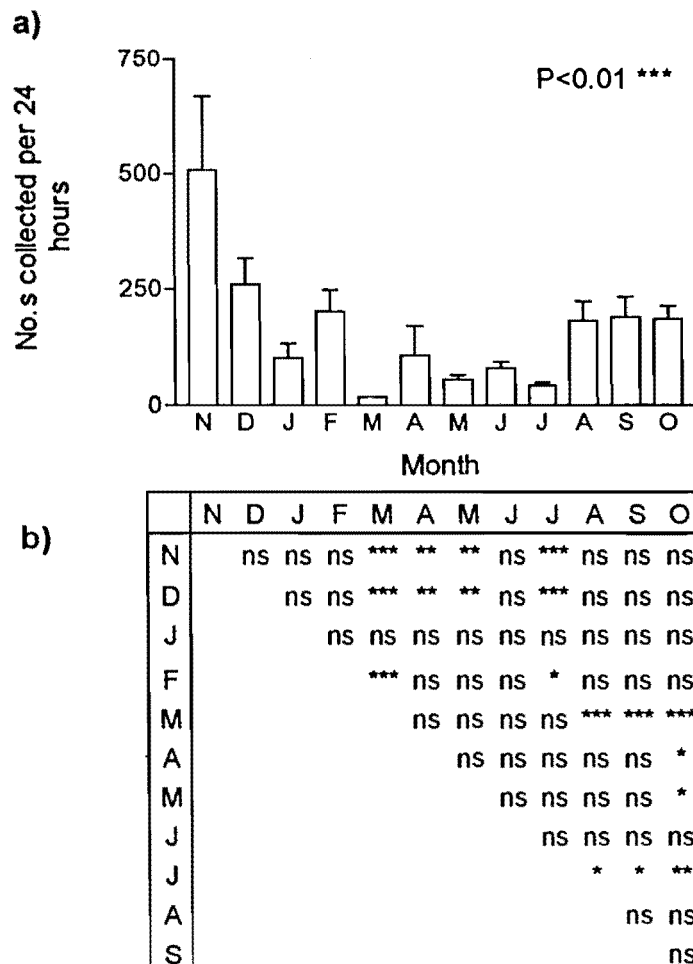 a)
750
500
250
0
No.s collected per 24
hours
P<0.01 ***
N D J F M A M J J A S O
Month
b)
N D J F M A M J J A S O
N ns ns ns *** ** ** ns *** ns ns ns
D ns ns *** ** ** ns *** ns ns ns
J ns ns ns ns ns ns ns ns ns
F *** ns ns ns * ns ns ns
M ns ns ns ns *** *** ***
A ns ns ns ns ns *
M ns ns ns ns *
J ns ns ns ns
J * * **
A ns ns
S ns